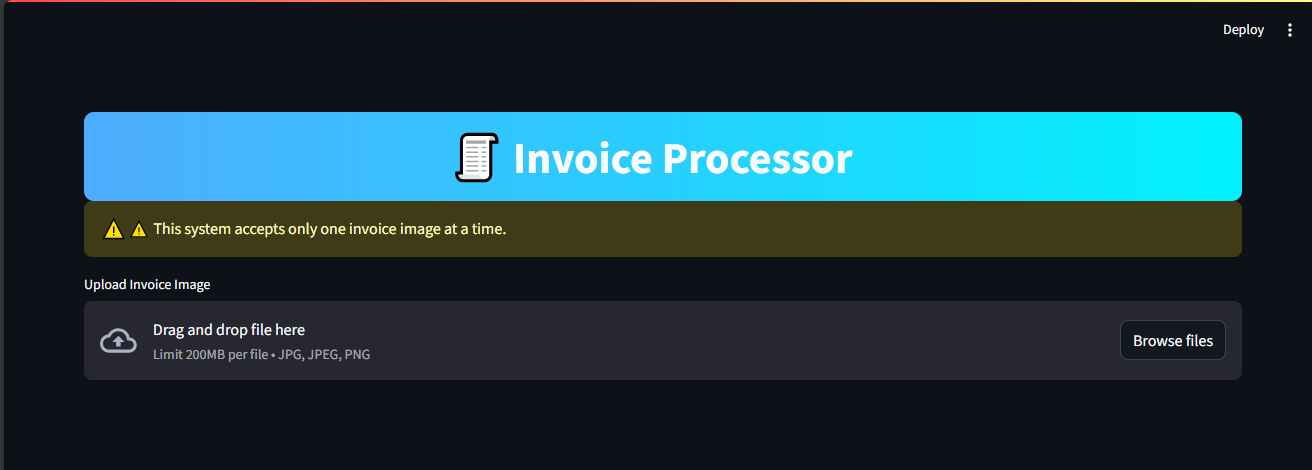 Deploy
🧾 Invoice Processor
⚠️ ⚠️ This system accepts only one invoice image at a time.
Upload Invoice Image
Drag and drop file here
Limit 200MB per file • JPG, JPEG, PNG
Browse files